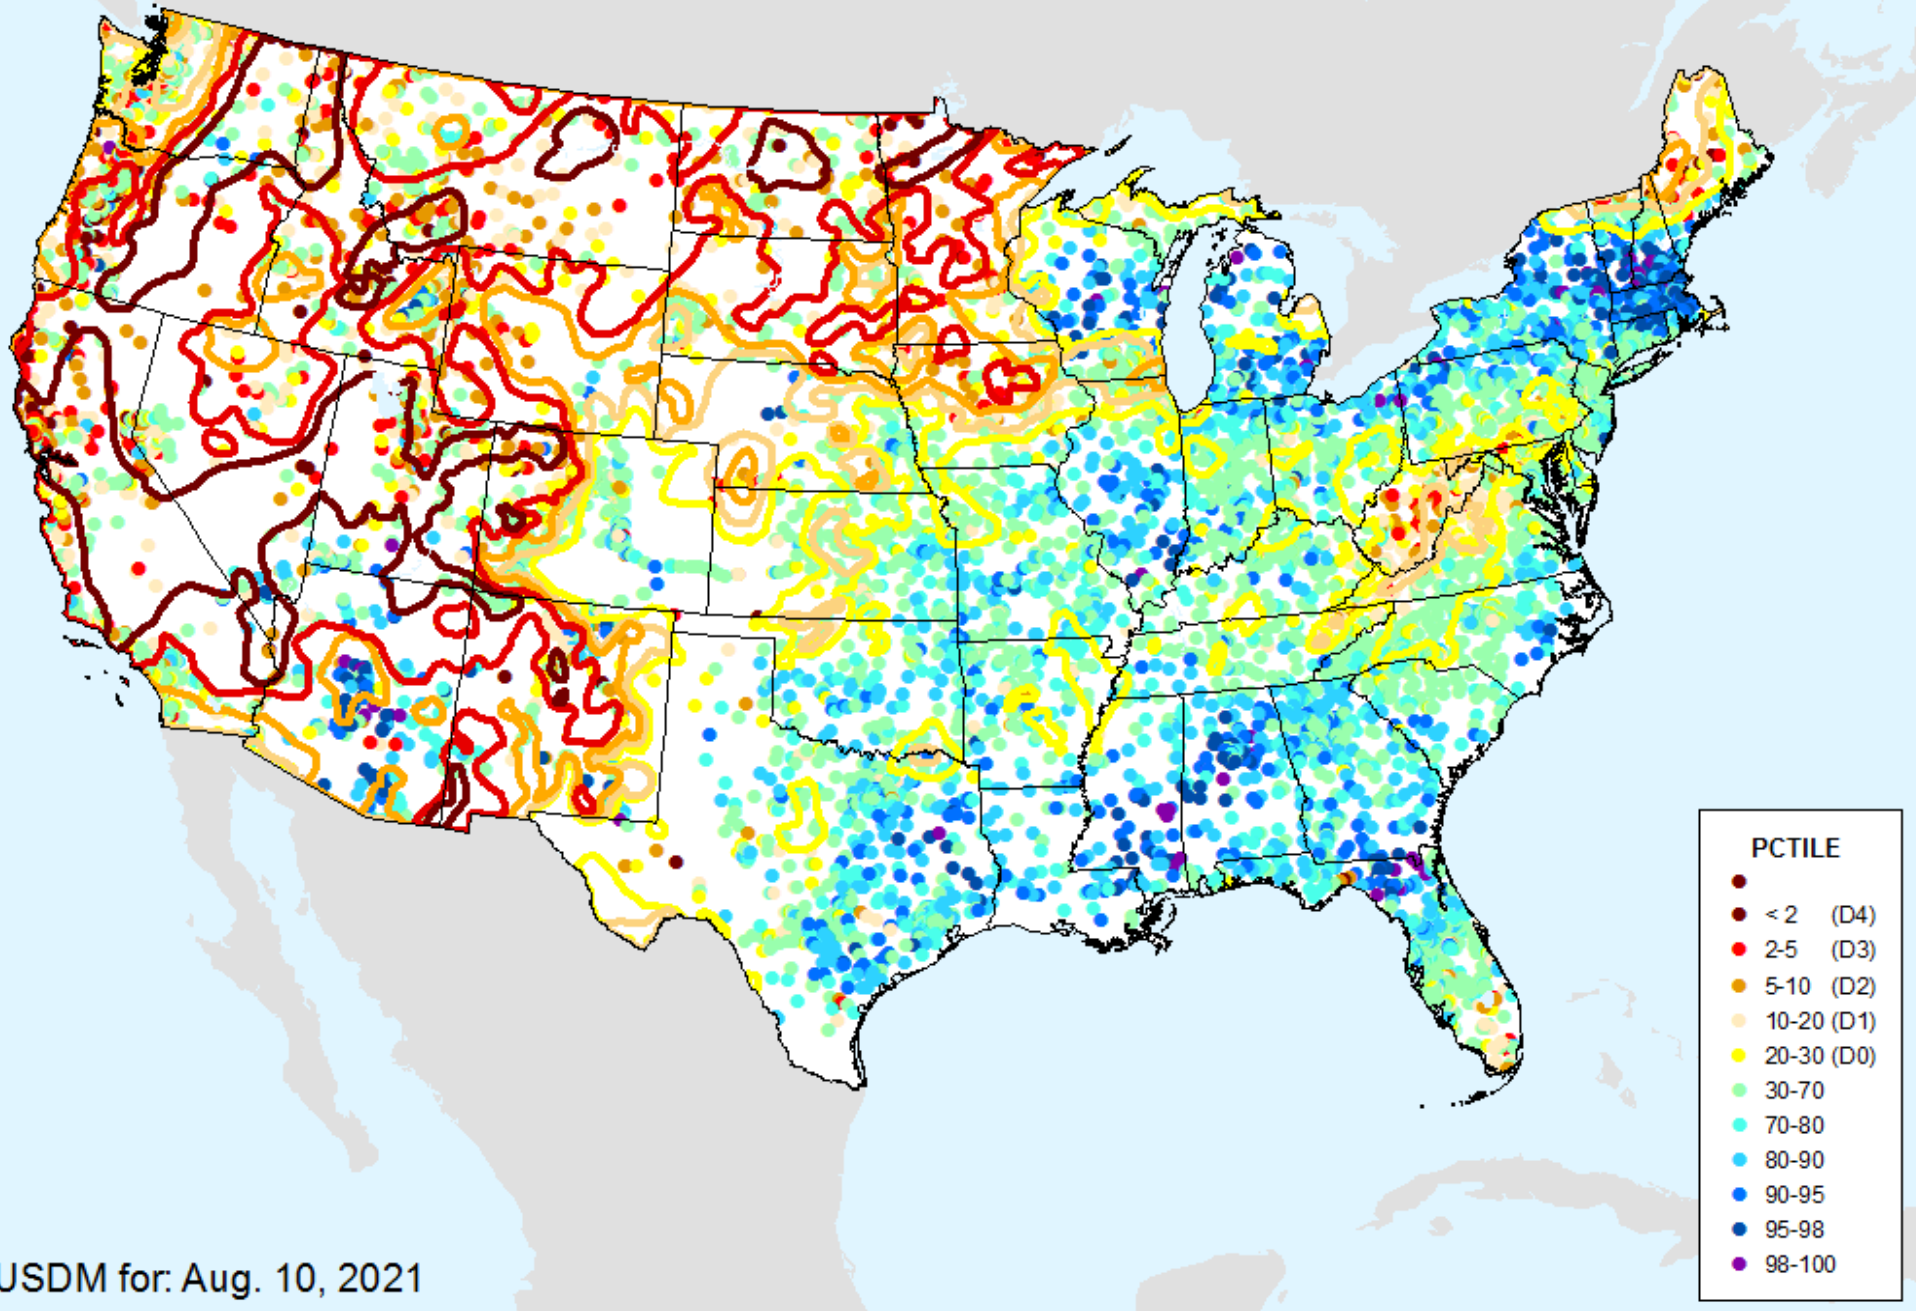 PCTILE
< 2 (D4)
2-5 (D3)
5-10 (D2)
10-20 (D1)
20-30 (D0)
30-70
70-80
80-90
90-95
95-98
98-100
USDM for: Aug. 10, 2021